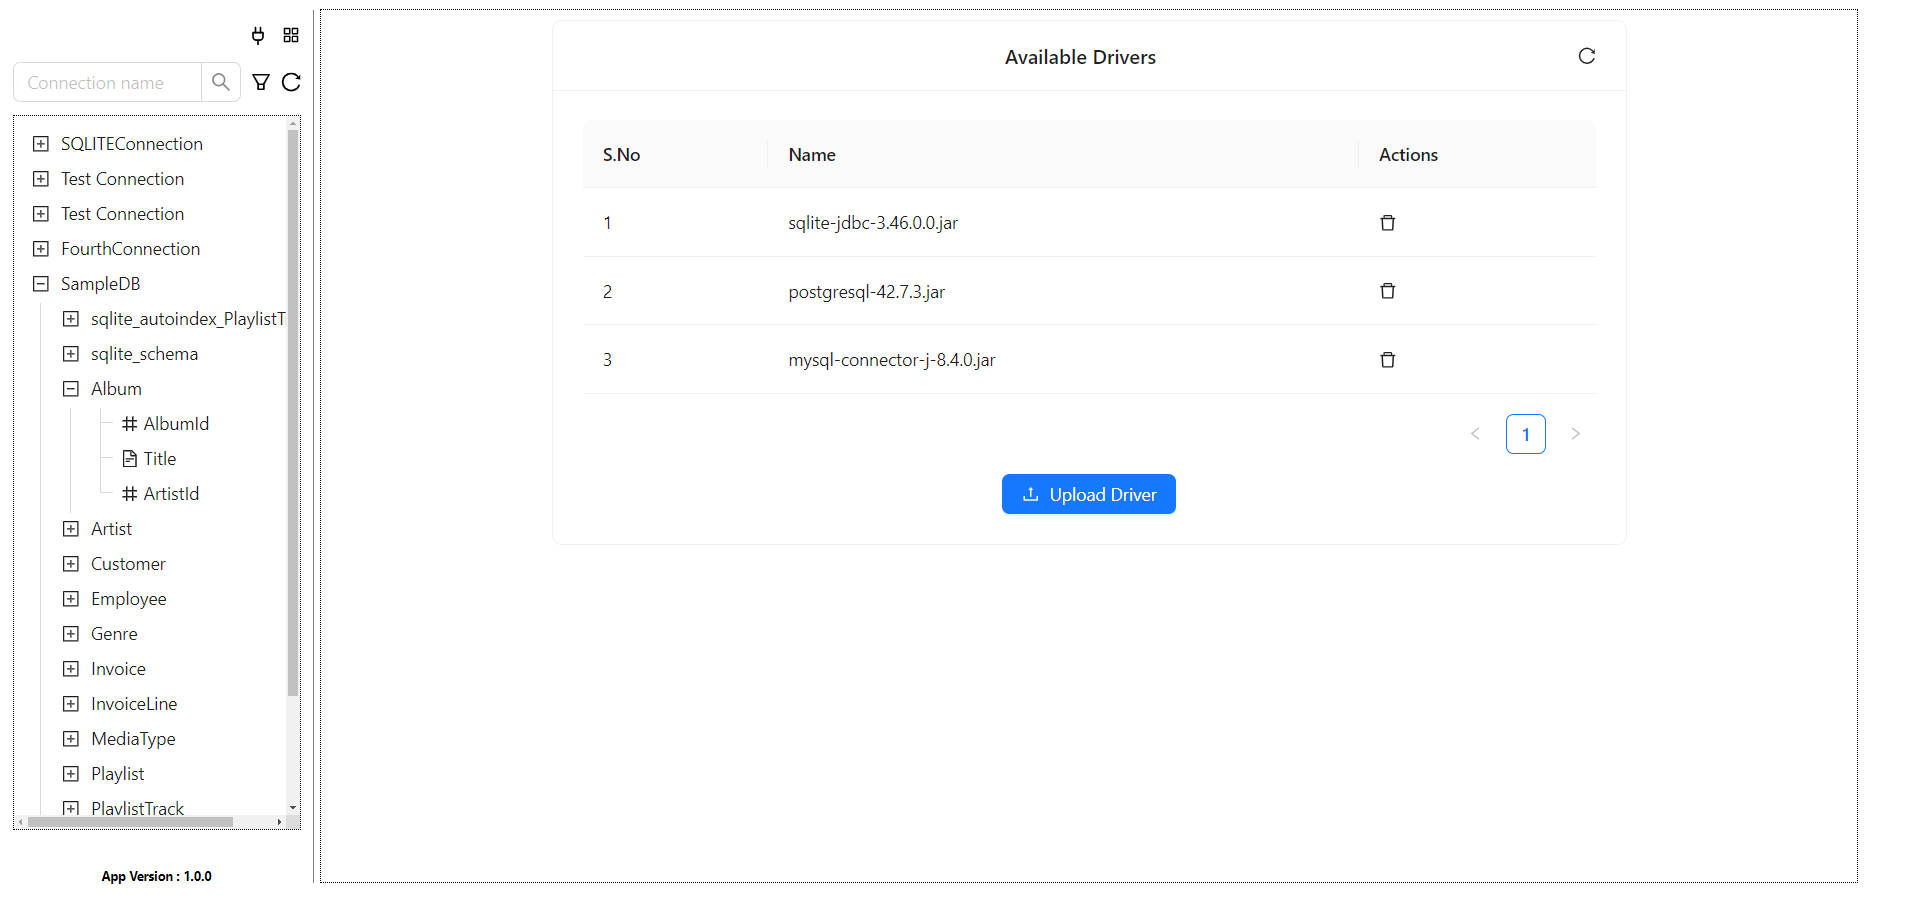 Connection name
SQLITEConnection
Test Connection
Test Connection
FourthConnection
SampleDB
sqlite_autoindex_PlaylistT
sqlite_schema
Album
AlbumId
Title
ArtistId
Artist
Customer
Employee
Genre
Invoice
InvoiceLine
MediaType
Playlist
PlaylistTrack
App Version : 1.0.0
Available Drivers
S.No Name Actions
1 sqlite-jdbc-3.46.0.0.jar
2 postgresql-42.7.3.jar
3 mysql-connector-j-8.4.0.jar
1
Upload Driver